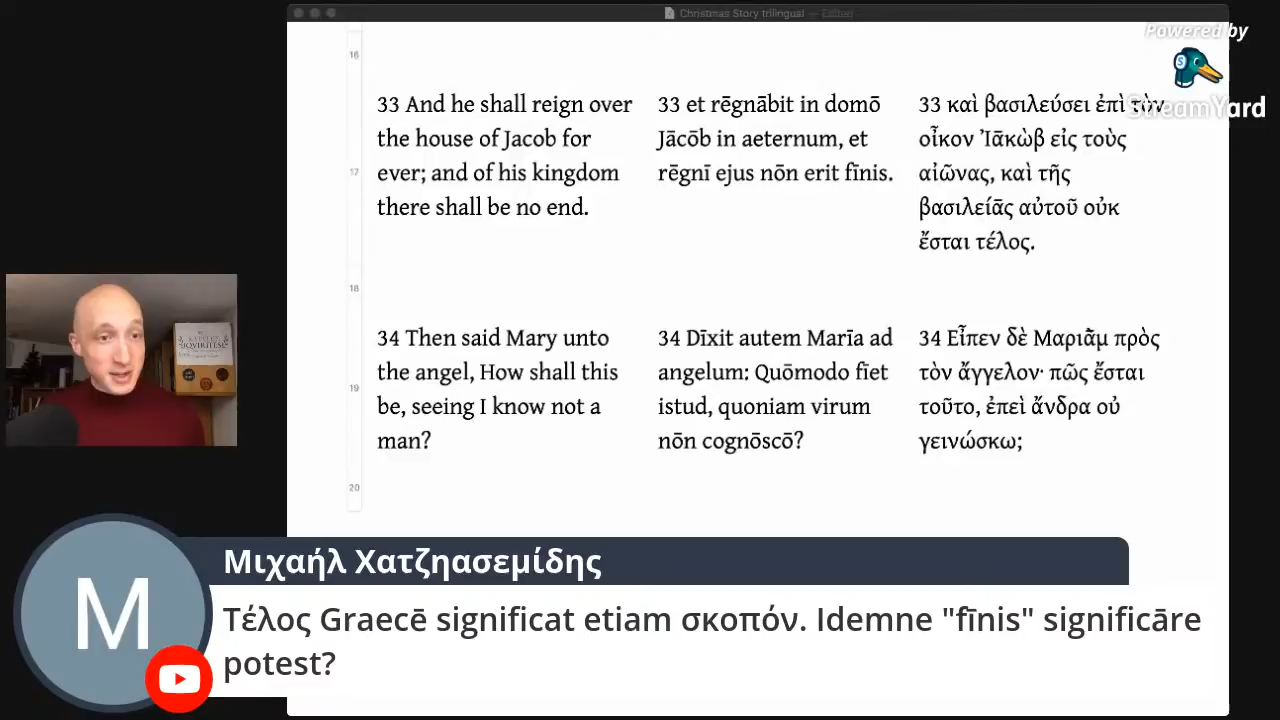 Christmas Story trilingual — Edited
Powered by
StreamYard
16
33 And he shall reign over
the house of Jacob for
ever; and of his kingdom
there shall be no end.
33 et rēgnābit in domō
Jācōb in aeternum, et
rēgnī ejus nōn erit fīnis.
33 καὶ βασιλεύσει ἐπὶ τὸν
οἶκον Ἰᾱκὼβ εἰς τοὺς
αἰῶνας, καὶ τῆς
βασιλείᾱς αὐτοῦ οὐκ
ἔσται τέλος.
17
18
34 Then said Mary unto
the angel, How shall this
be, seeing I know not a
man?
34 Dīxit autem Marīa ad
angelum: Quōmodo fīet
istud, quoniam virum
nōn cognōscō?
34 Εἶπεν δὲ Μαριὰ̄μ πρὸς
τὸν ἄγγελον· πῶς ἔσται
τοῦτο, ἐπεὶ ἄνδρα οὐ
γεινώσκω;
19
20
M
Μιχαήλ Χατζηασεμίδης
Τέλος Graecē significat etiam σκοπόν. Idemne "fīnis" significāre
potest?